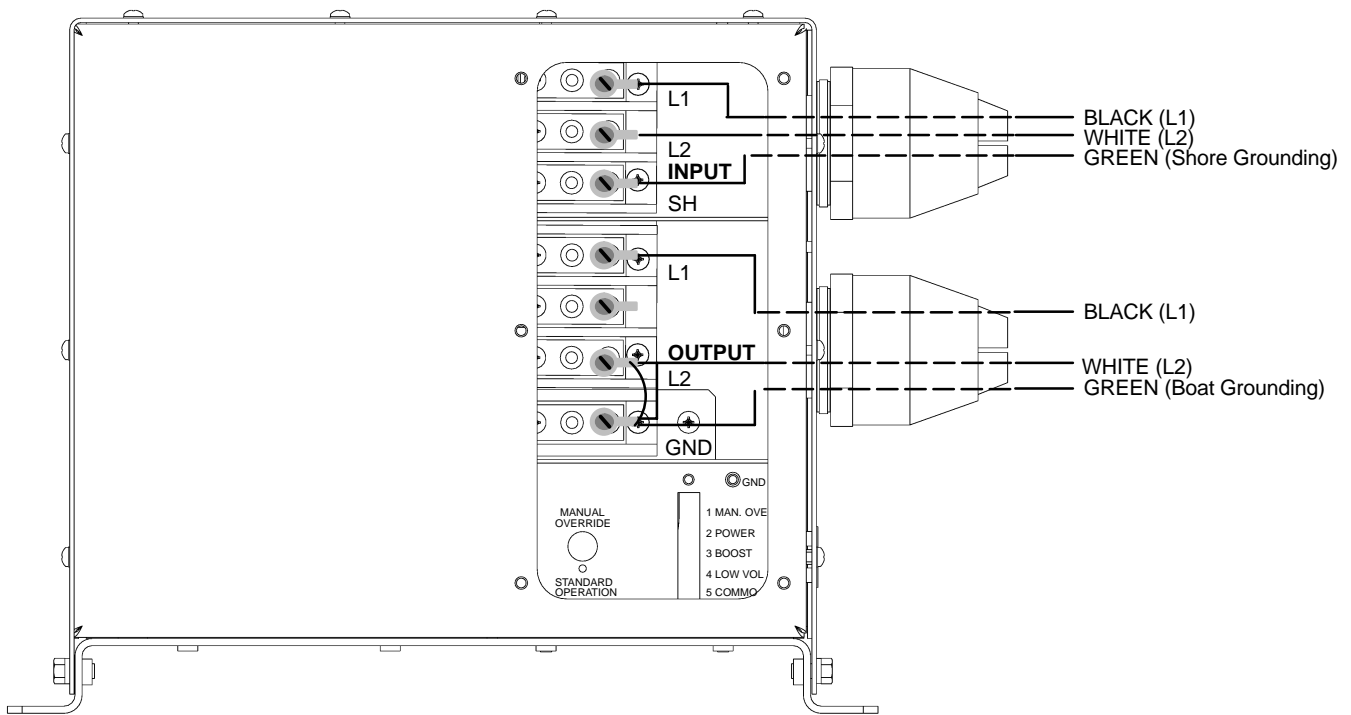 L1
BLACK (L1)
L2
WHITE (L2)
INPUT
GREEN (Shore Grounding)
SH
L1
BLACK (L1)
OUTPUT
L2
WHITE (L2)
GREEN (Boat Grounding)
GND
GND
MANUAL
OVERRIDE
STANDARD
OPERATION
1 MAN. OVE
2 POWER
3 BOOST
4 LOW VOL
5 COMMO